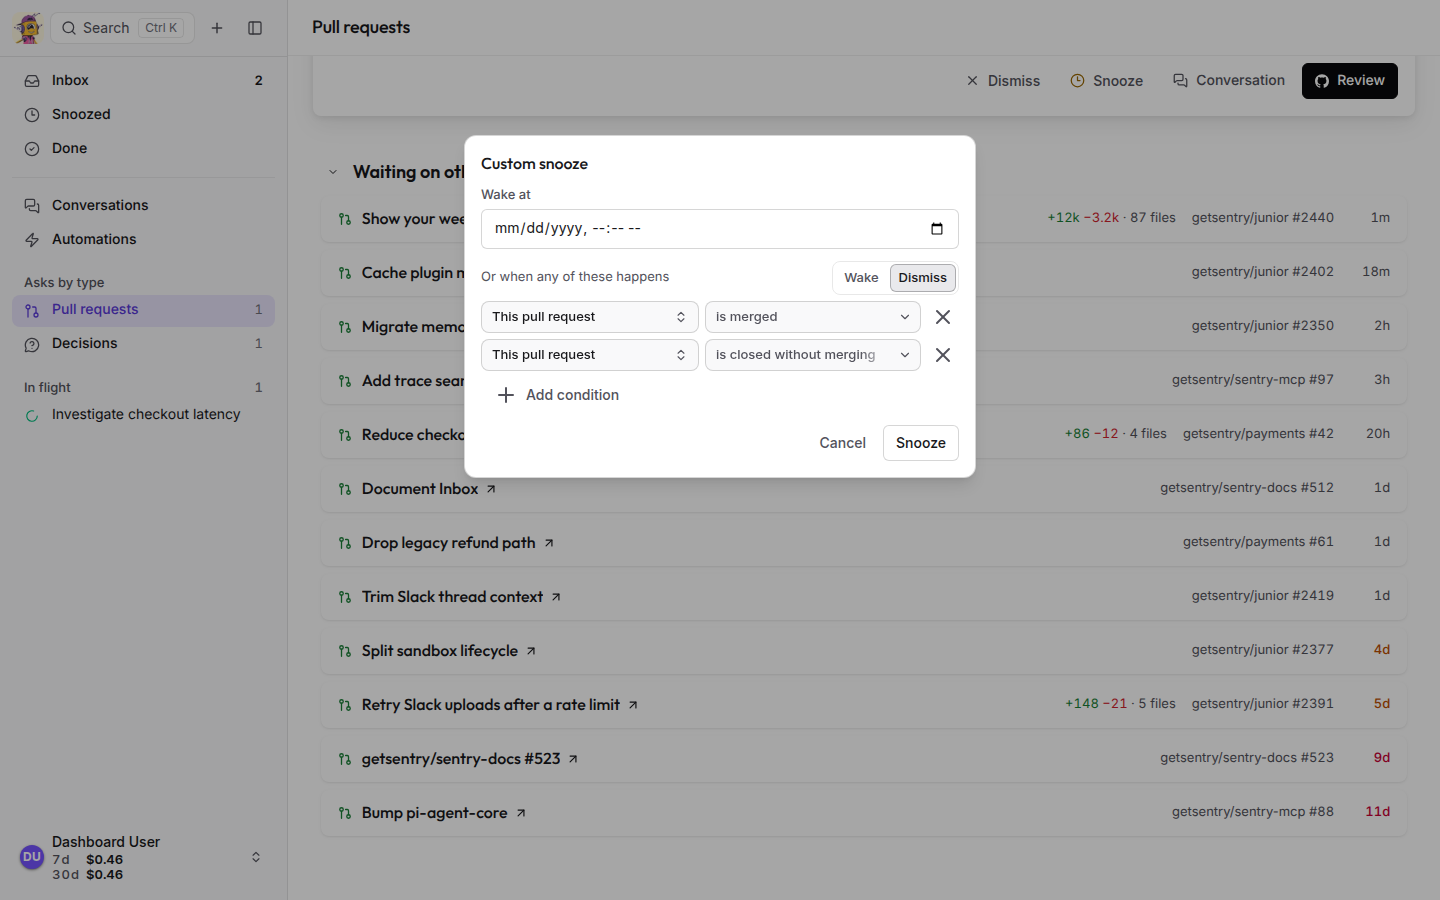 Search Ctrl K
Pull requests
Inbox 2
Snoozed
Done
Conversations
Automations
Asks by type
Pull requests 1
Decisions 1
In flight 1
Investigate checkout latency
Dashboard User
DU
7d $0.46
30d $0.46
Dismiss Snooze Conversation Review
Waiting on ot
Custom snooze
Wake at
mm/dd/yyyy, --:-- --
Or when any of these happens Wake Dismiss
This pull request is merged
This pull request is closed without merging
Add condition
Cancel Snooze
Show your wee +12k −3.2k · 87 files getsentry/junior #2440 1m
Cache plugin m getsentry/junior #2402 18m
Migrate memo getsentry/junior #2350 2h
Add trace sear getsentry/sentry-mcp #97 3h
Reduce checko +86 −12 · 4 files getsentry/payments #42 20h
Document Inbox getsentry/sentry-docs #512 1d
Drop legacy refund path getsentry/payments #61 1d
Trim Slack thread context getsentry/junior #2419 1d
Split sandbox lifecycle getsentry/junior #2377 4d
Retry Slack uploads after a rate limit +148 −21 · 5 files getsentry/junior #2391 5d
getsentry/sentry-docs #523 getsentry/sentry-docs #523 9d
Bump pi-agent-core getsentry/sentry-mcp #88 11d